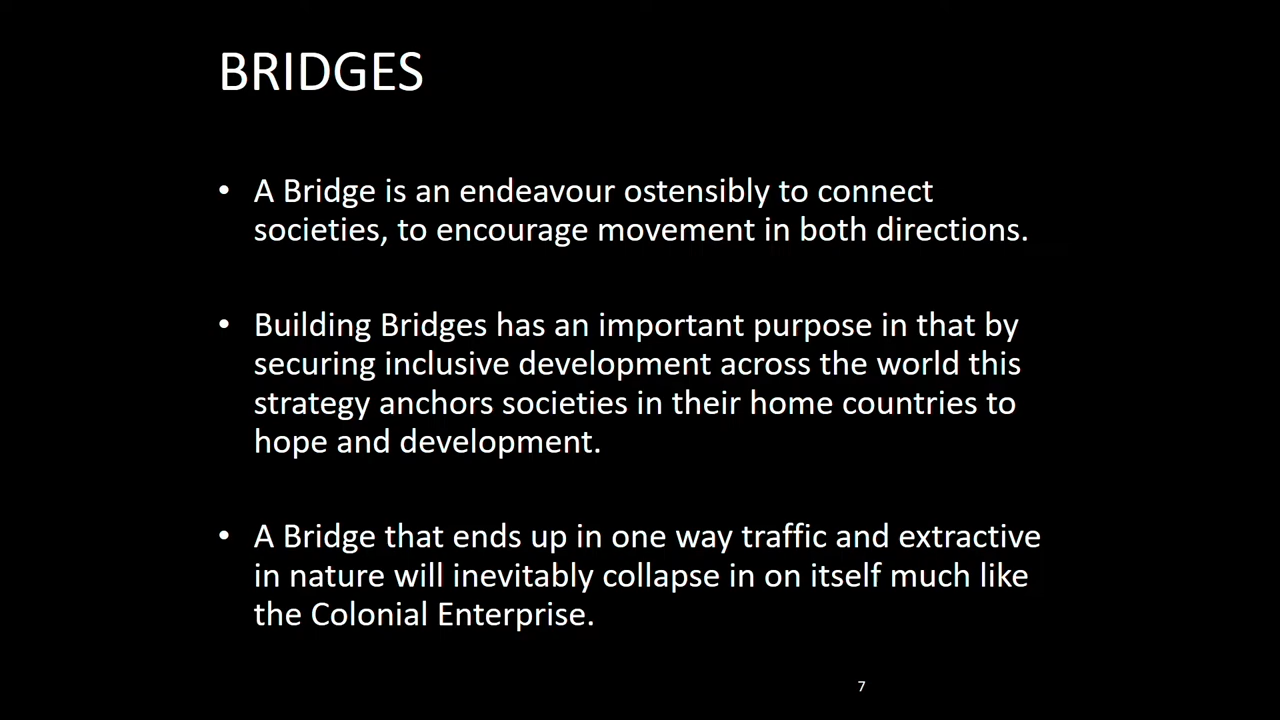 BRIDGES
• A Bridge is an endeavour ostensibly to connect
societies, to encourage movement in both directions.
• Building Bridges has an important purpose in that by
securing inclusive development across the world this
strategy anchors societies in their home countries to
hope and development.
• A Bridge that ends up in one way traffic and extractive
in nature will inevitably collapse in on itself much like
the Colonial Enterprise.
7